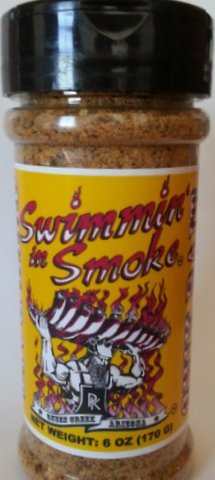 Swimmin'
in Smoke
R
QUEEN CREEK ARIZONA
NET WEIGHT: 6 OZ (170 G)